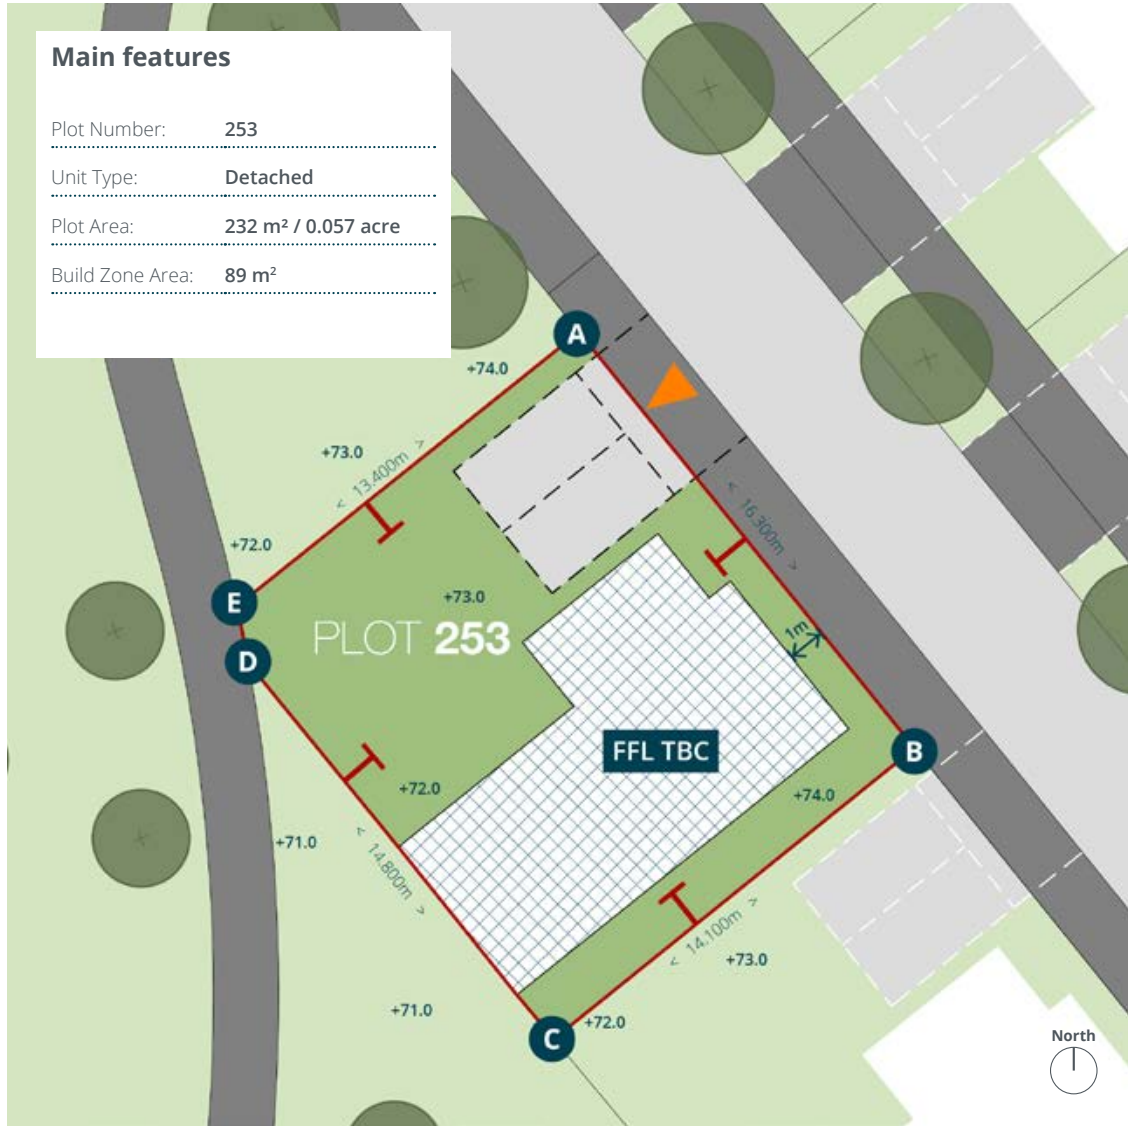 Main features
Plot Number: 253
Unit Type: Detached
Plot Area: 232 m² / 0.057 acre
Build Zone Area: 89 m²
A
+74.0
+73.0
< 13.400m >
< 16.300m >
+72.0
E
+73.0
PLOT 253
1m
D
FFL TBC
B
+72.0
+74.0
+71.0
< 14.800m >
< 14.100m >
+73.0
+71.0
+72.0
C
North